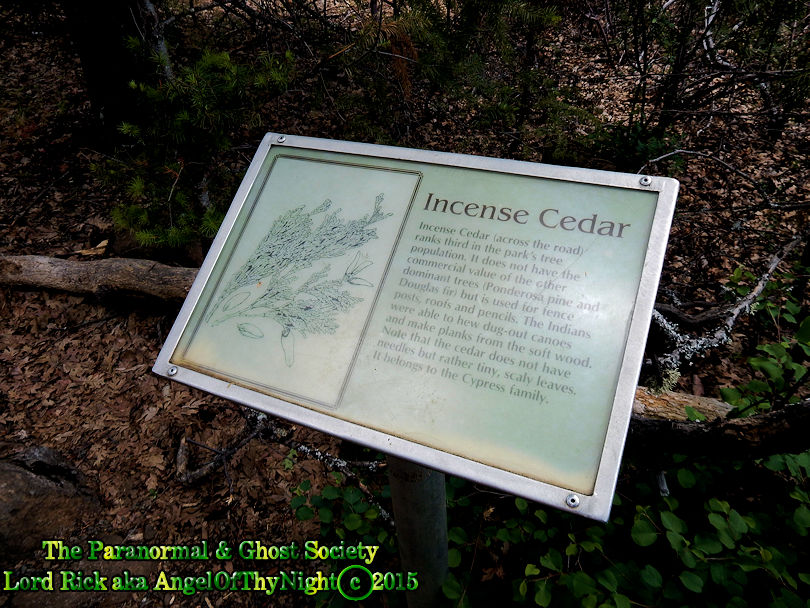 Incense Cedar
Incense Cedar (across the road)
ranks third in the park's tree
population. It does not have the
commercial value of the other
dominant trees (Ponderosa pine and
Douglas fir) but is used for fence
posts, roofs and pencils. The Indians
were able to hew dug-out canoes
and make planks from the soft wood.
Note that the cedar does not have
needles but rather tiny, scaly leaves.
It belongs to the Cypress family.
The Paranormal & Ghost Society
Lord Rick aka AngelOfThyNight © 2015